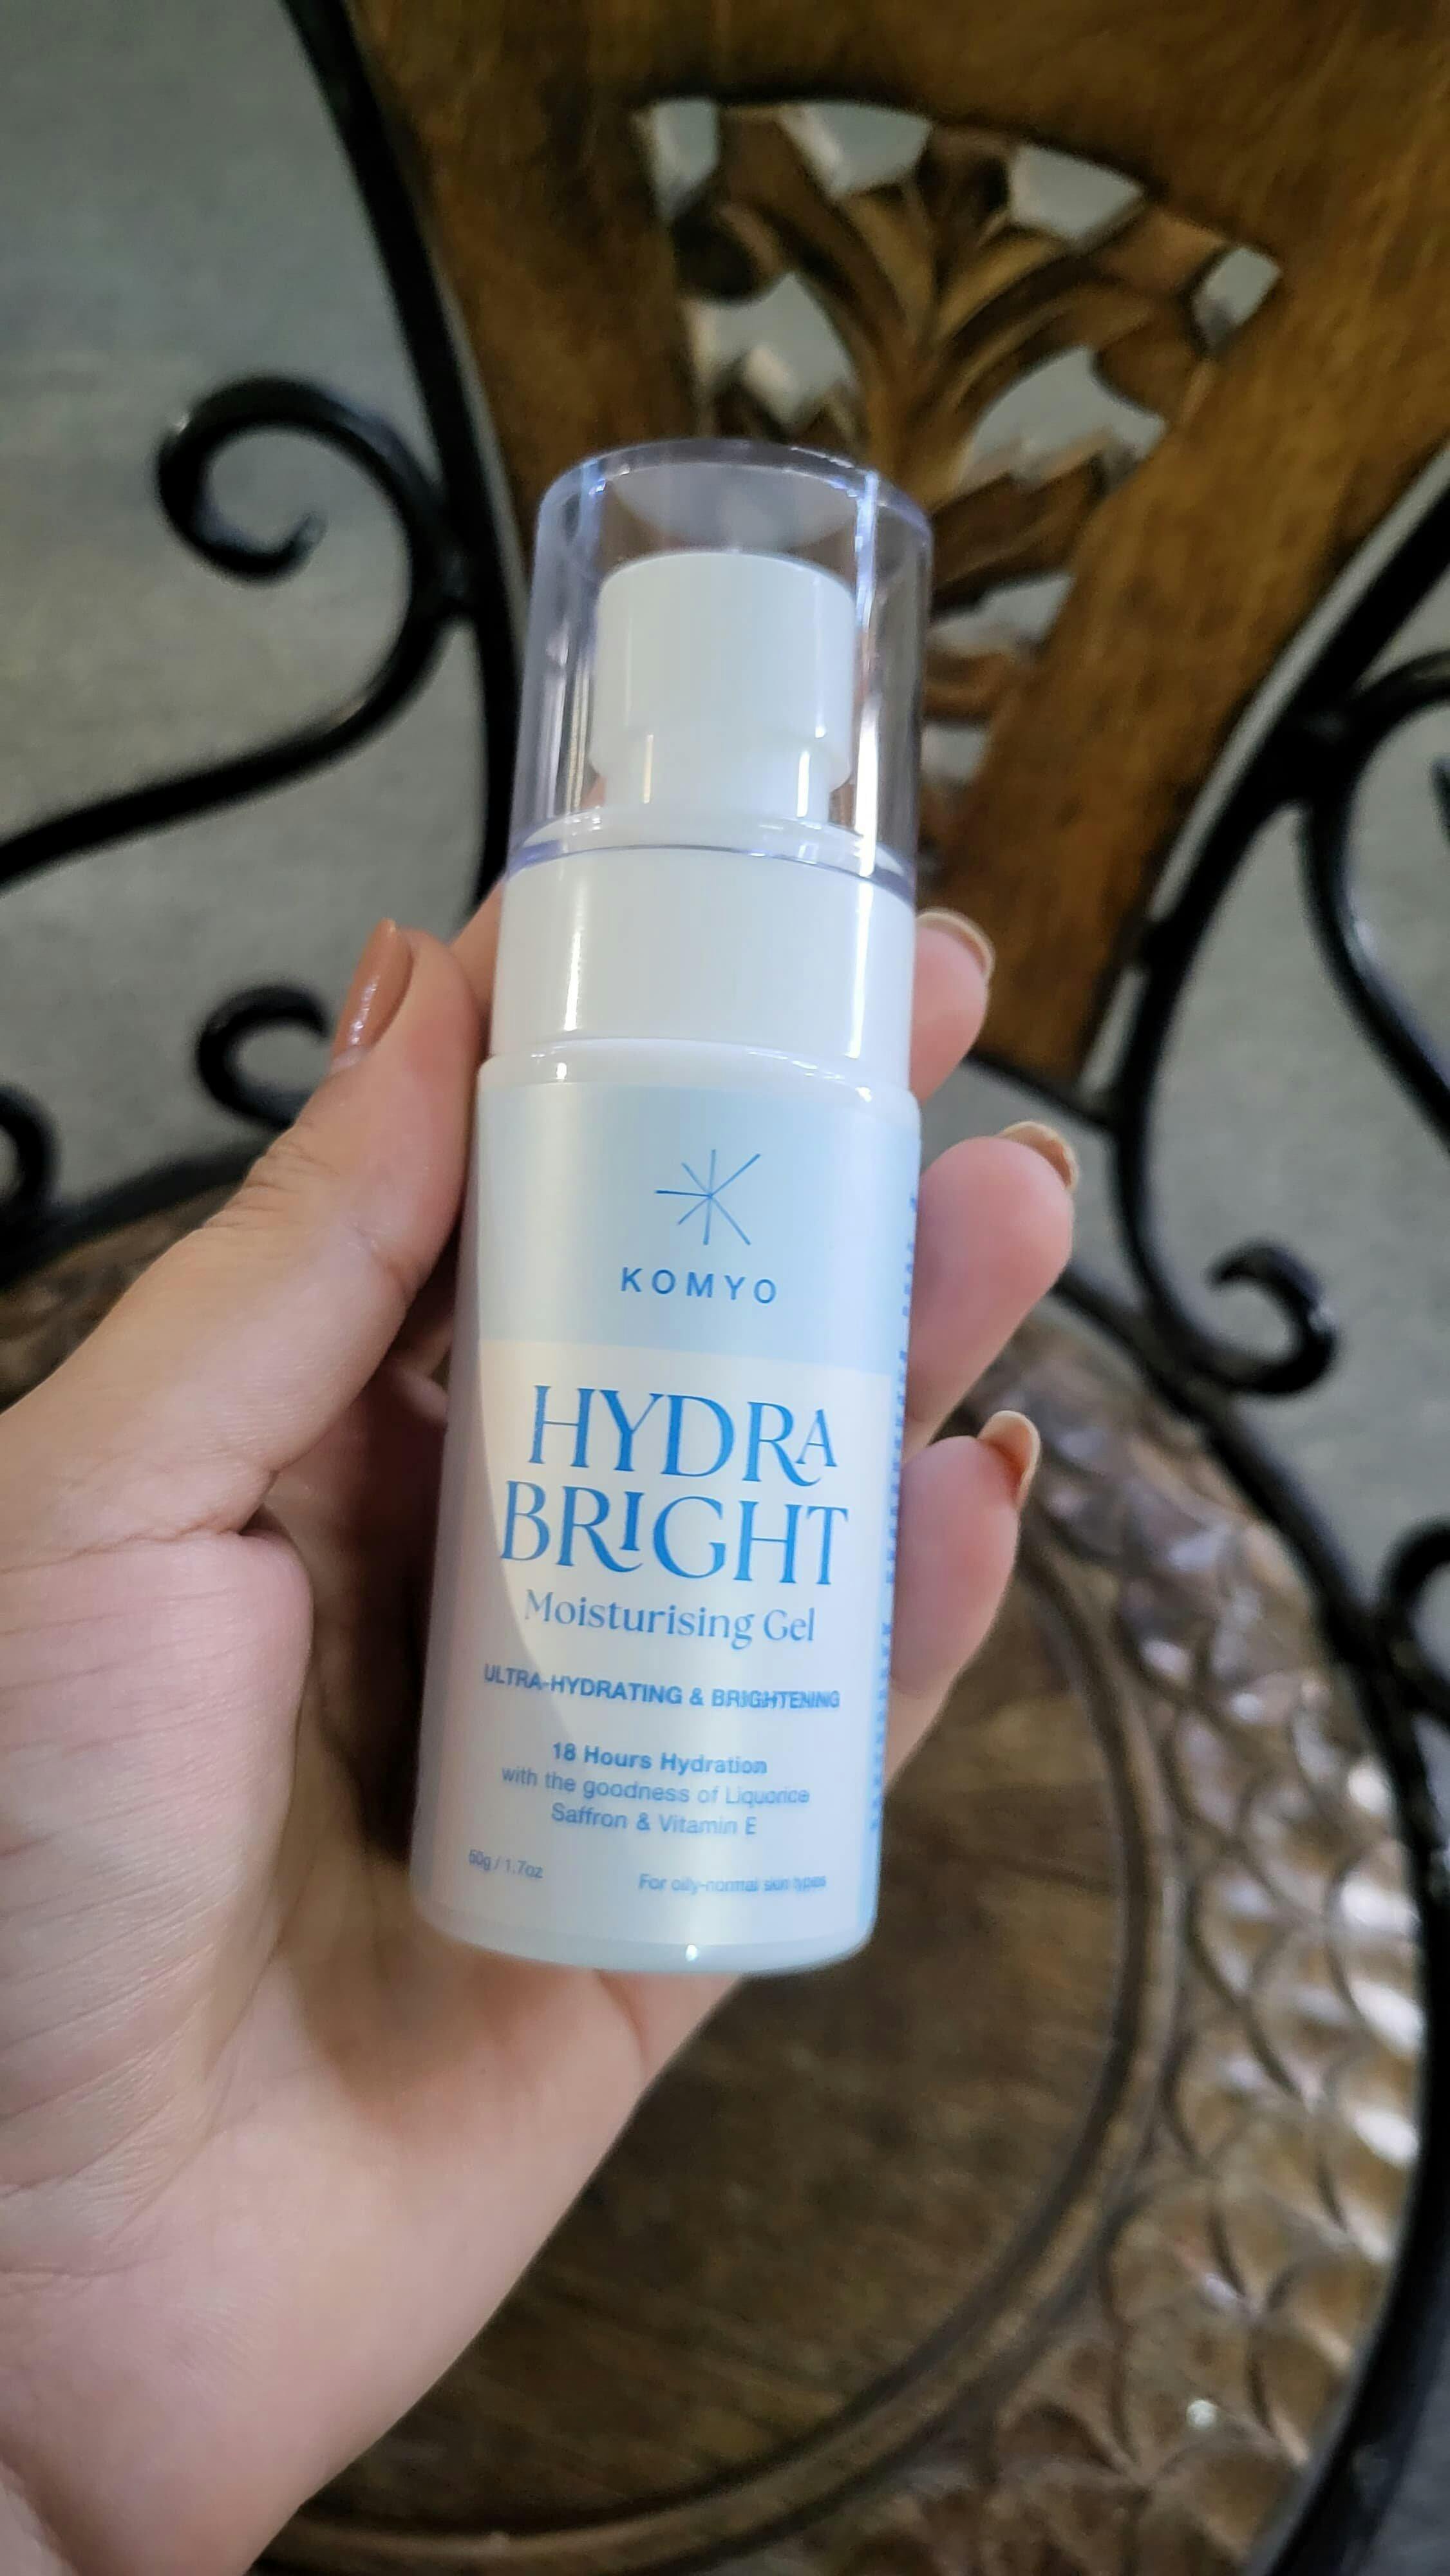 KOMYO
HYDRA
BRIGHT
Moisturising Gel
ULTRA-HYDRATING & BRIGHTENING
18 Hours Hydration
with the goodness of Liquorice
Saffron & Vitamin E
50g / 1.7oz
For oily-normal skin types